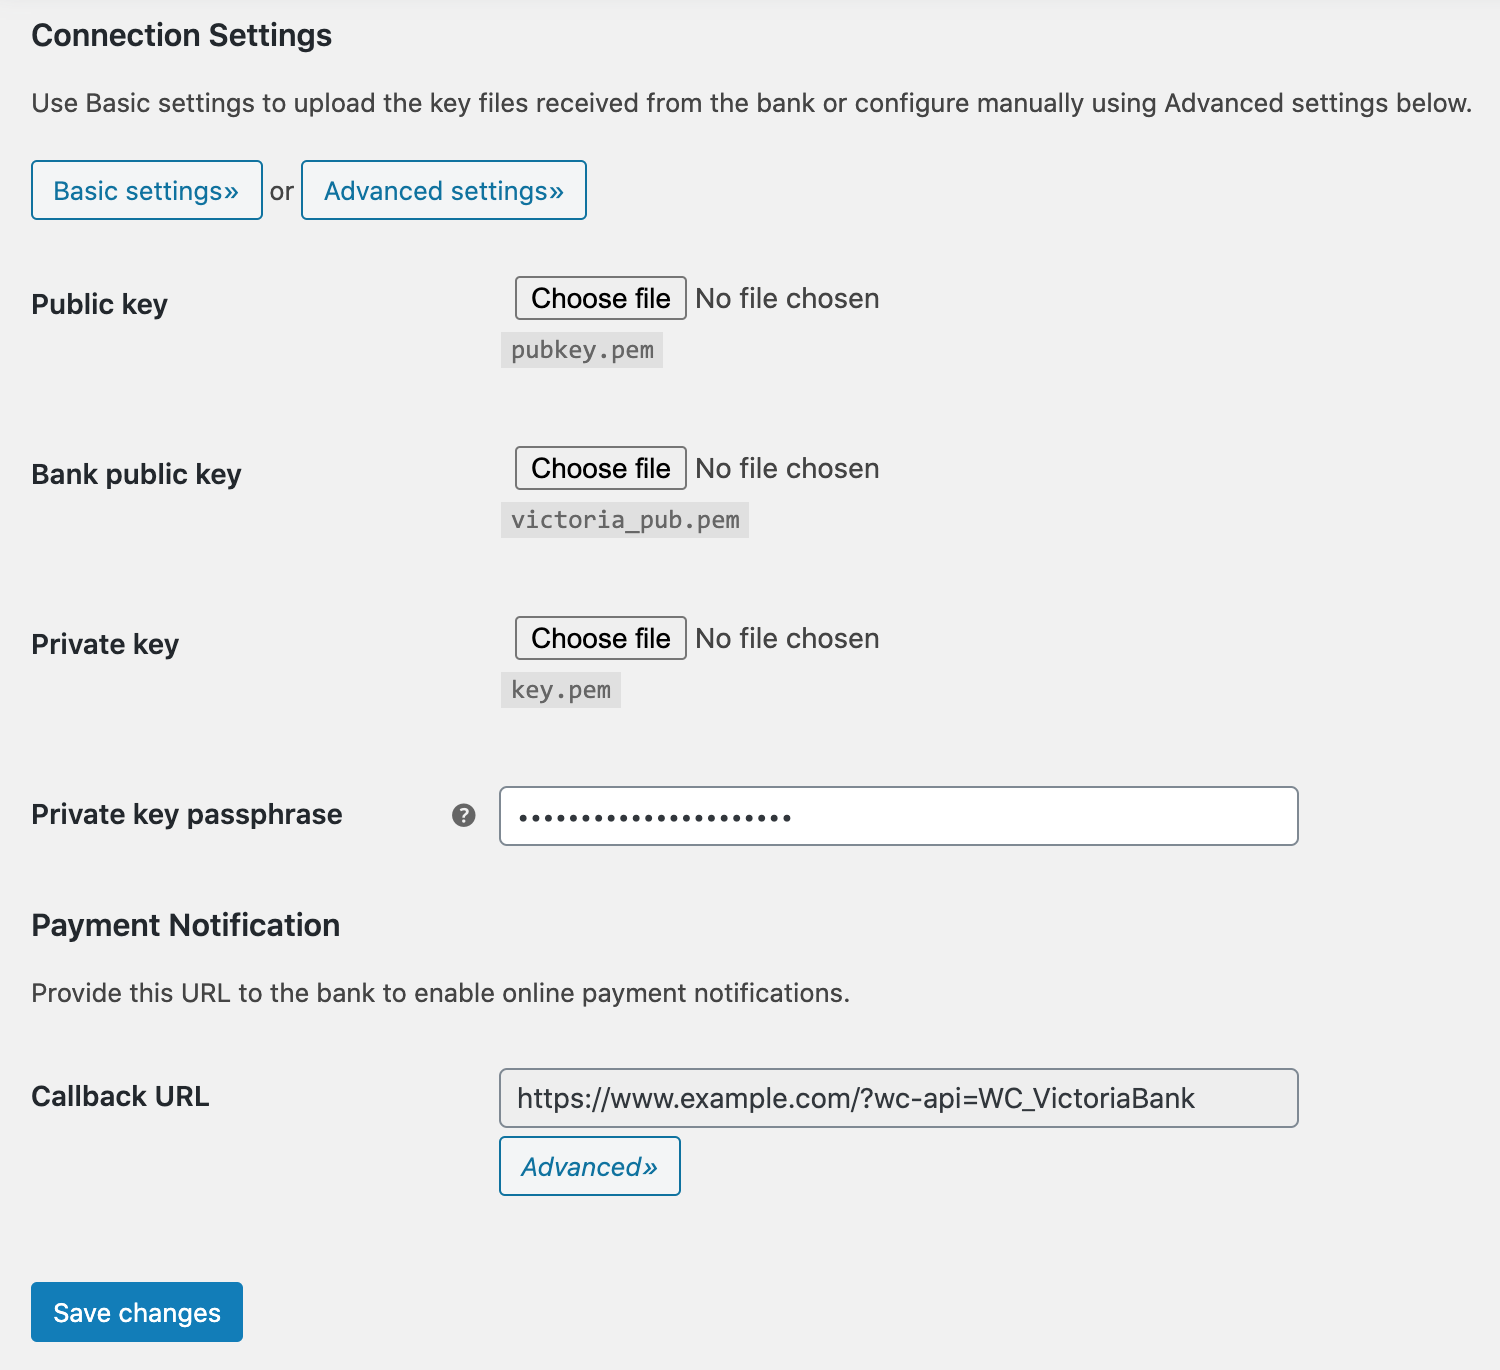 Connection Settings
Use Basic settings to upload the key files received from the bank or configure manually using Advanced settings below.
Basic settings» or Advanced settings»
Public key Choose file No file chosen
pubkey.pem
Bank public key Choose file No file chosen
victoria_pub.pem
Private key Choose file No file chosen
key.pem
Private key passphrase ? ••••••••••••••••••••••
Payment Notification
Provide this URL to the bank to enable online payment notifications.
Callback URL https://www.example.com/?wc-api=WC_VictoriaBank
Advanced»
Save changes